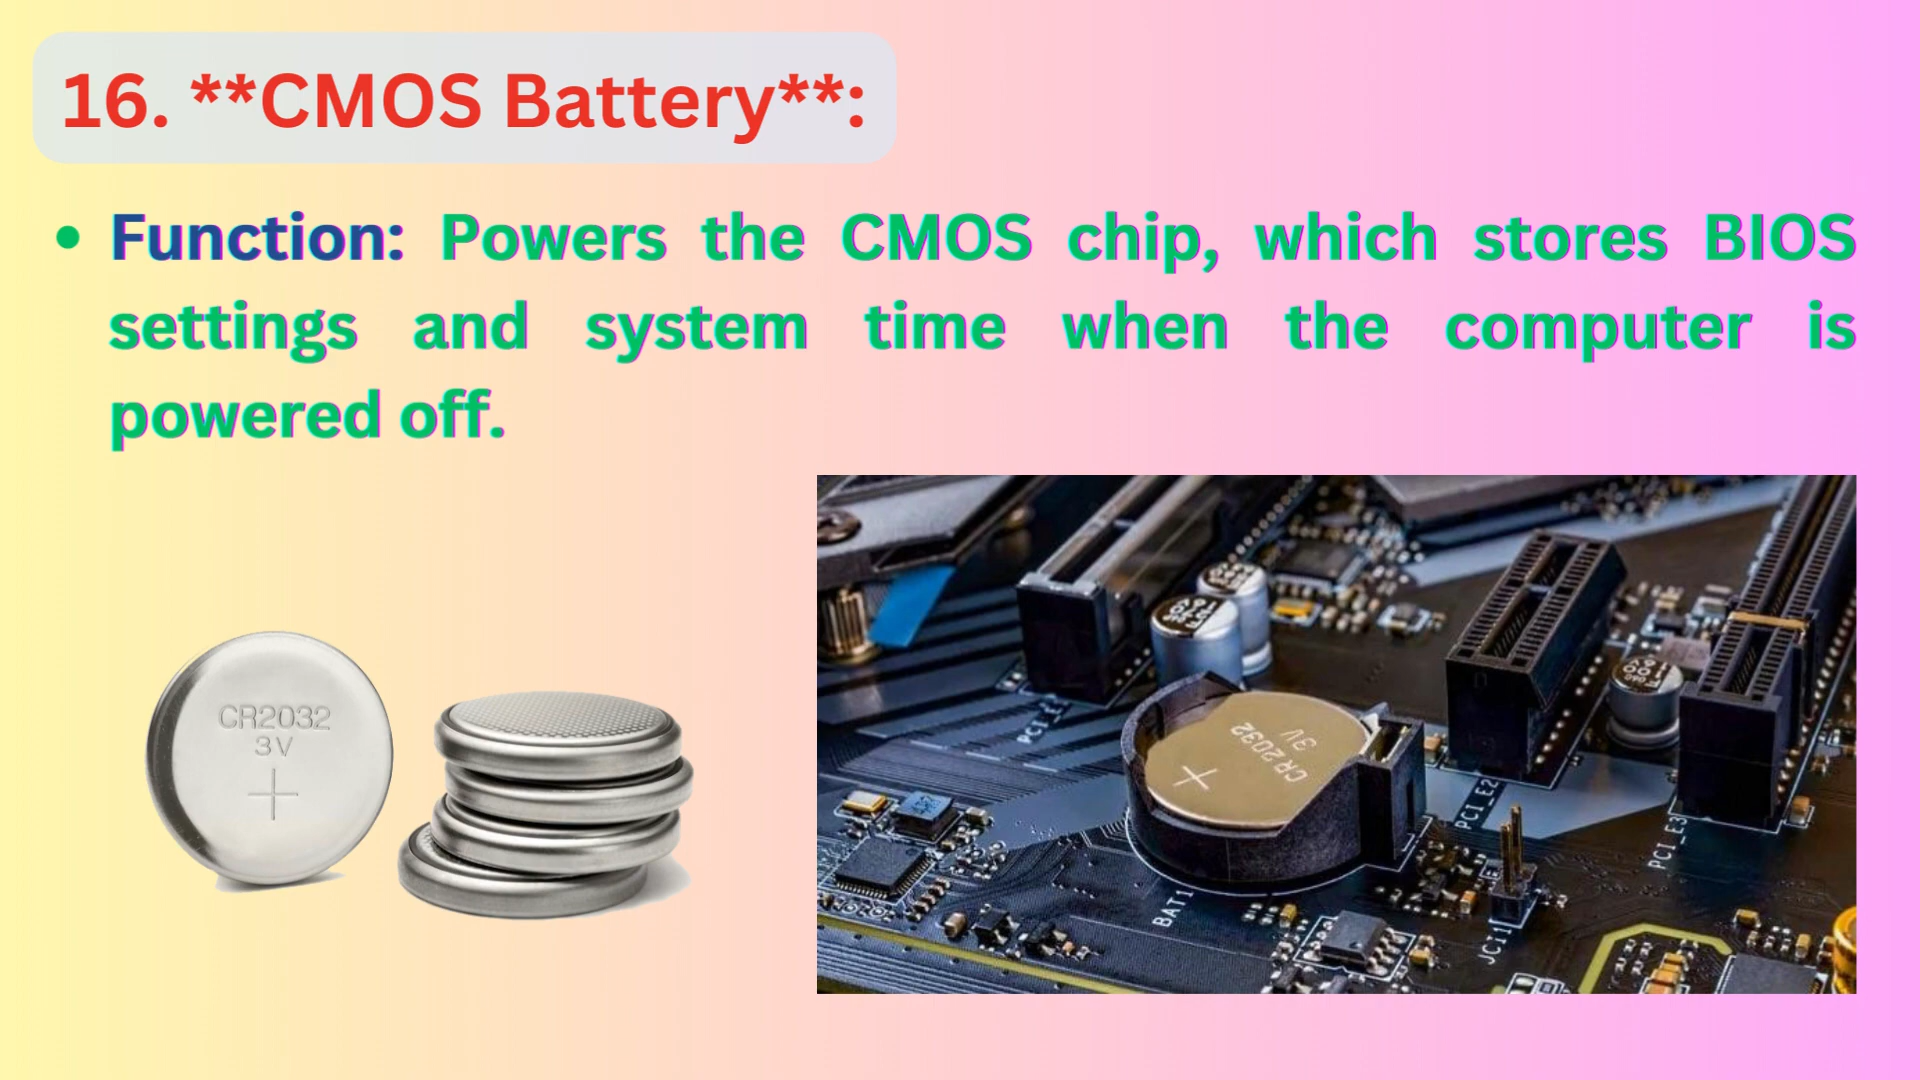 16. **CMOS Battery**:
• Function: Powers the CMOS chip, which stores BIOS
settings and system time when the computer is
powered off.
CR2032
3V
CR2032
3V
PCI_E2
PCI_E3
BAT1
JCI1